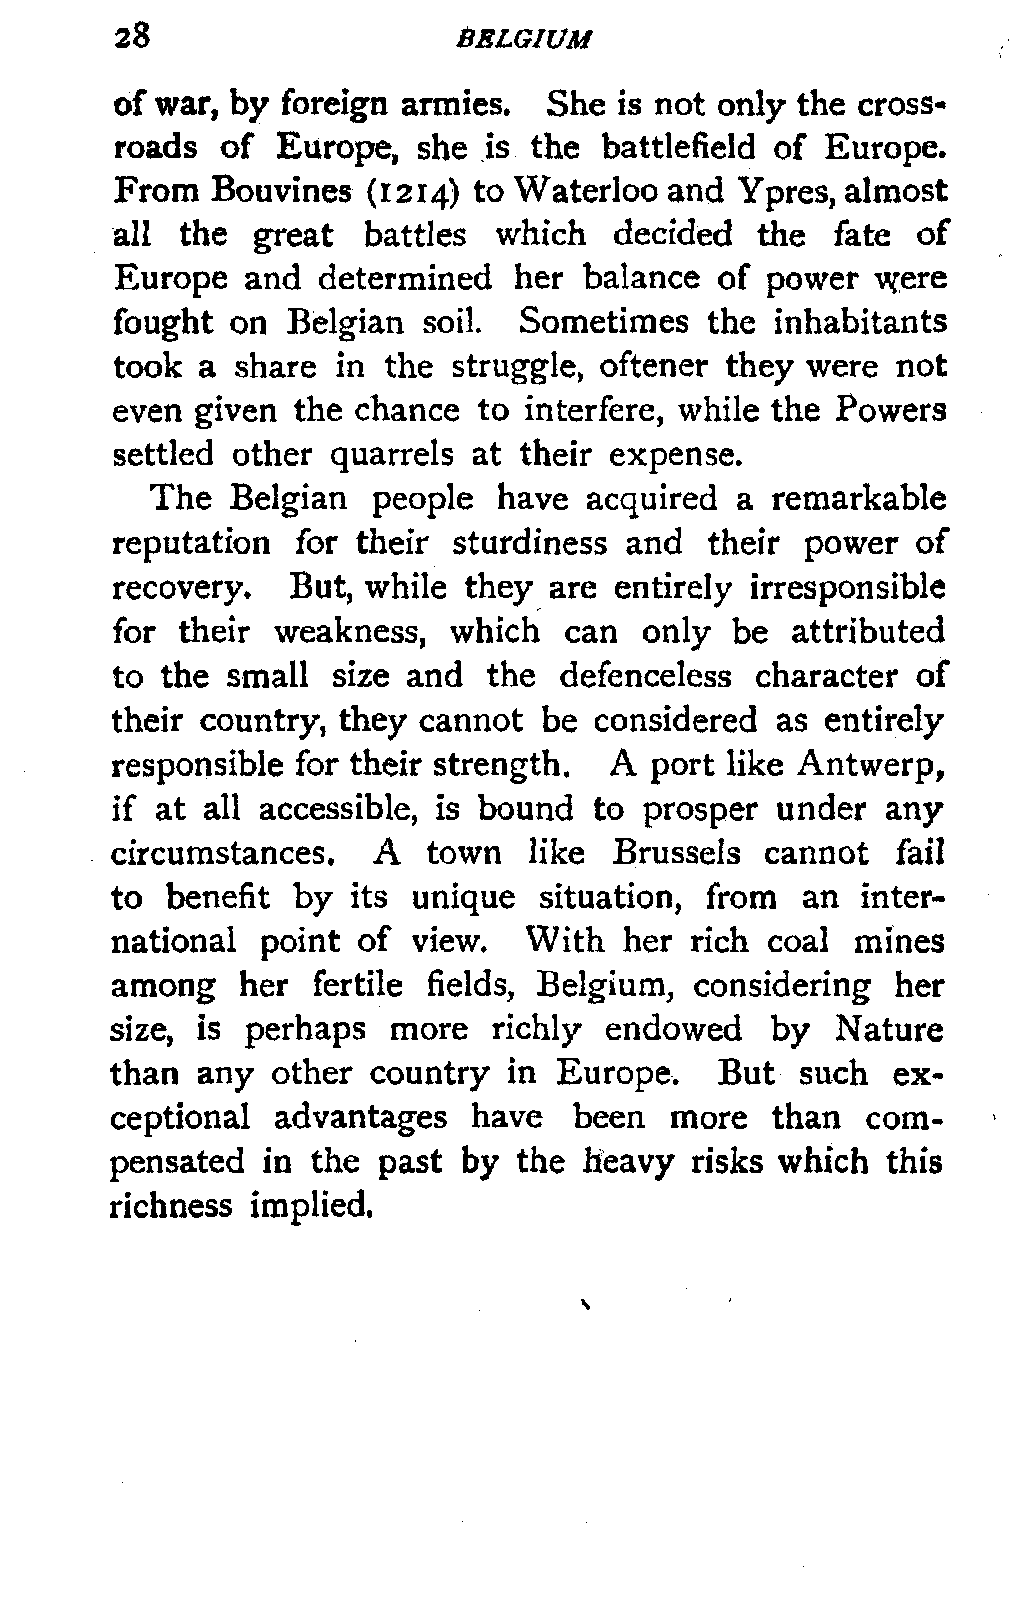 28 BELGIUM
of war, by foreign armies. She is not only the cross-
roads of Europe, she is the battlefield of Europe.
From Bouvines (1214) to Waterloo and Ypres, almost
all the great battles which decided the fate of
Europe and determined her balance of power were
fought on Belgian soil. Sometimes the inhabitants
took a share in the struggle, oftener they were not
even given the chance to interfere, while the Powers
settled other quarrels at their expense.
The Belgian people have acquired a remarkable
reputation for their sturdiness and their power of
recovery. But, while they are entirely irresponsible
for their weakness, which can only be attributed
to the small size and the defenceless character of
their country, they cannot be considered as entirely
responsible for their strength. A port like Antwerp,
if at all accessible, is bound to prosper under any
circumstances. A town like Brussels cannot fail
to benefit by its unique situation, from an inter-
national point of view. With her rich coal mines
among her fertile fields, Belgium, considering her
size, is perhaps more richly endowed by Nature
than any other country in Europe. But such ex-
ceptional advantages have been more than com-
pensated in the past by the heavy risks which this
richness implied.